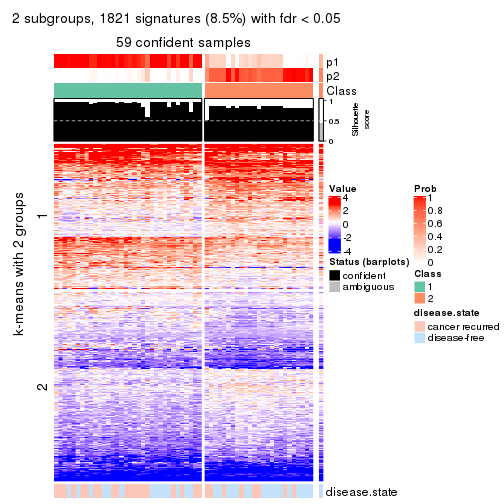 2 subgroups, 1821 signatures (8.5%) with fdr < 0.05
59 confident samples
p1
p2
Class
1
0.5
0
Silhouette
score
k-means with 2 groups
1
2
Value
4
2
0
-2
-4
Status (barplots)
confident
ambiguous
Prob
1
0.8
0.6
0.4
0.2
0
Class
1
2
disease.state
cancer recurred
disease-free
disease.state